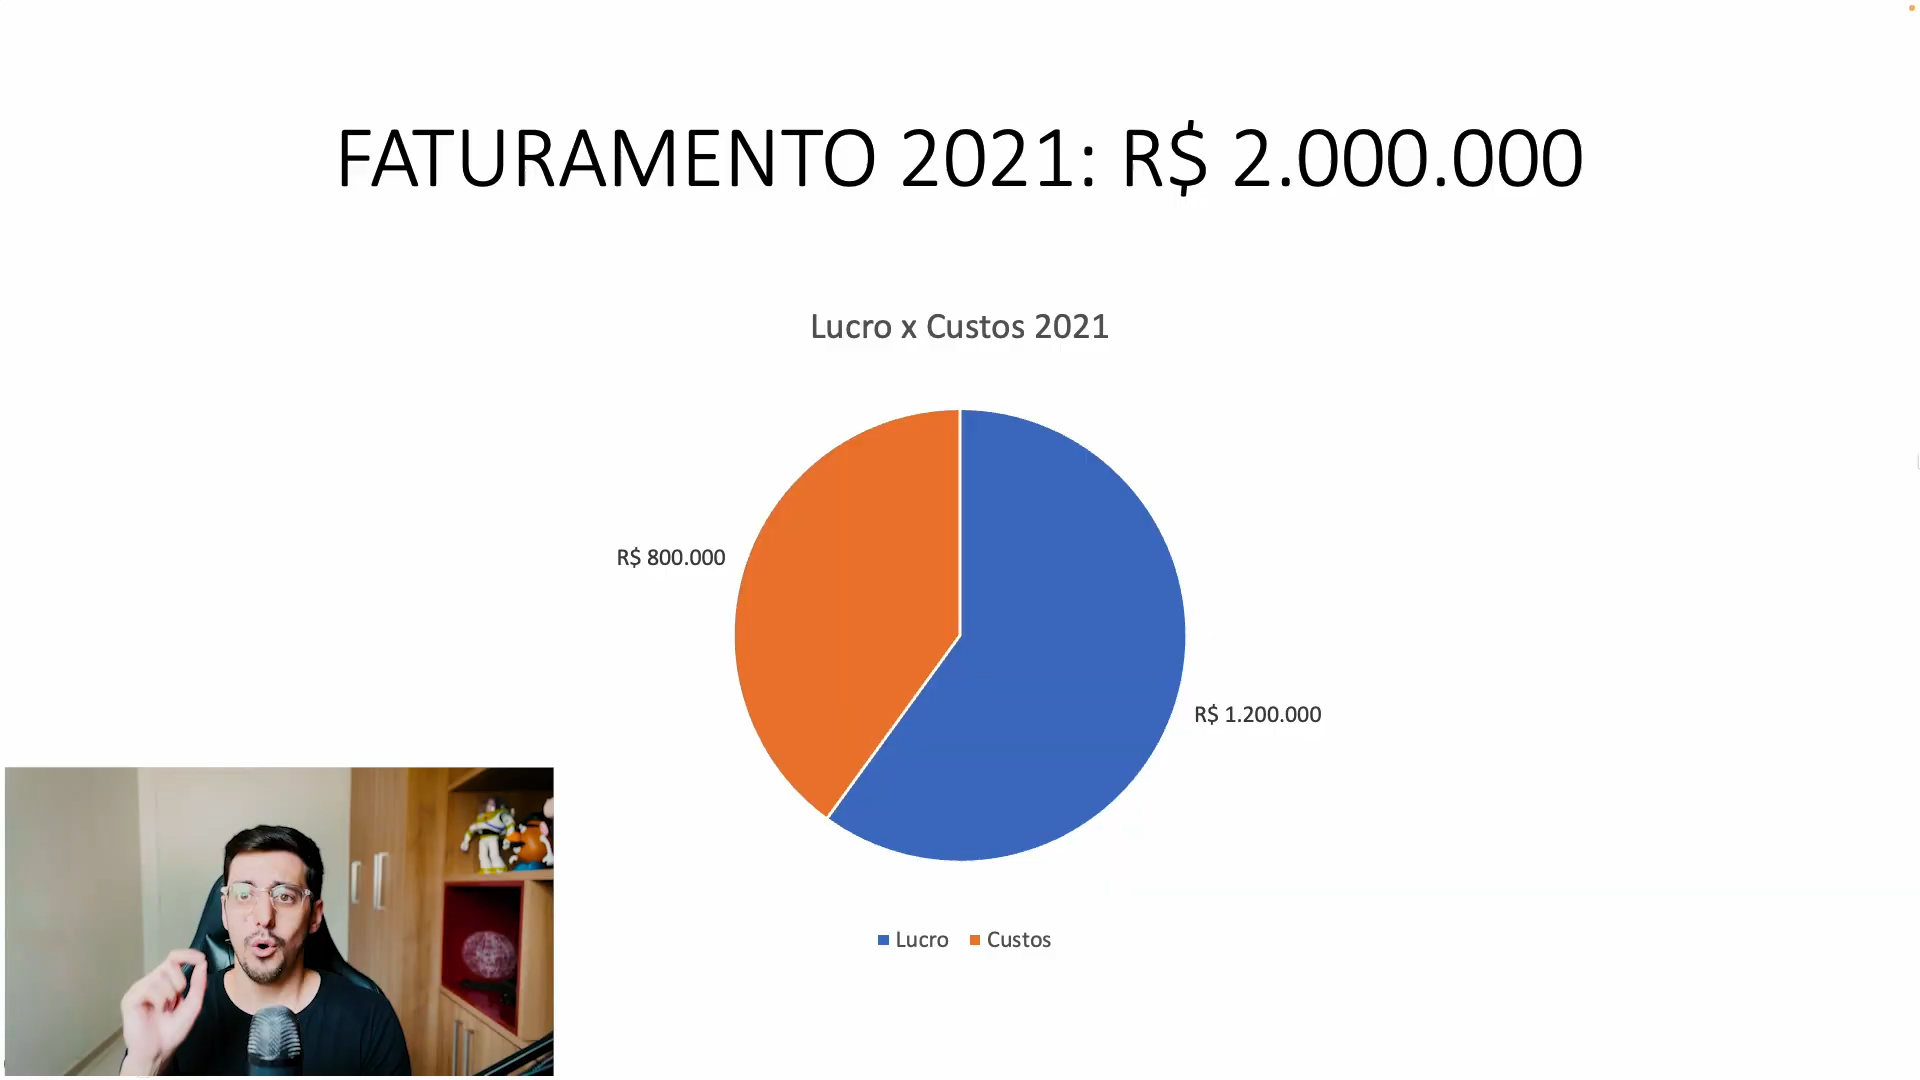 FATURAMENTO 2021: R$ 2.000.000
Lucro x Custos 2021
R$ 800.000
R$ 1.200.000
Lucro Custos